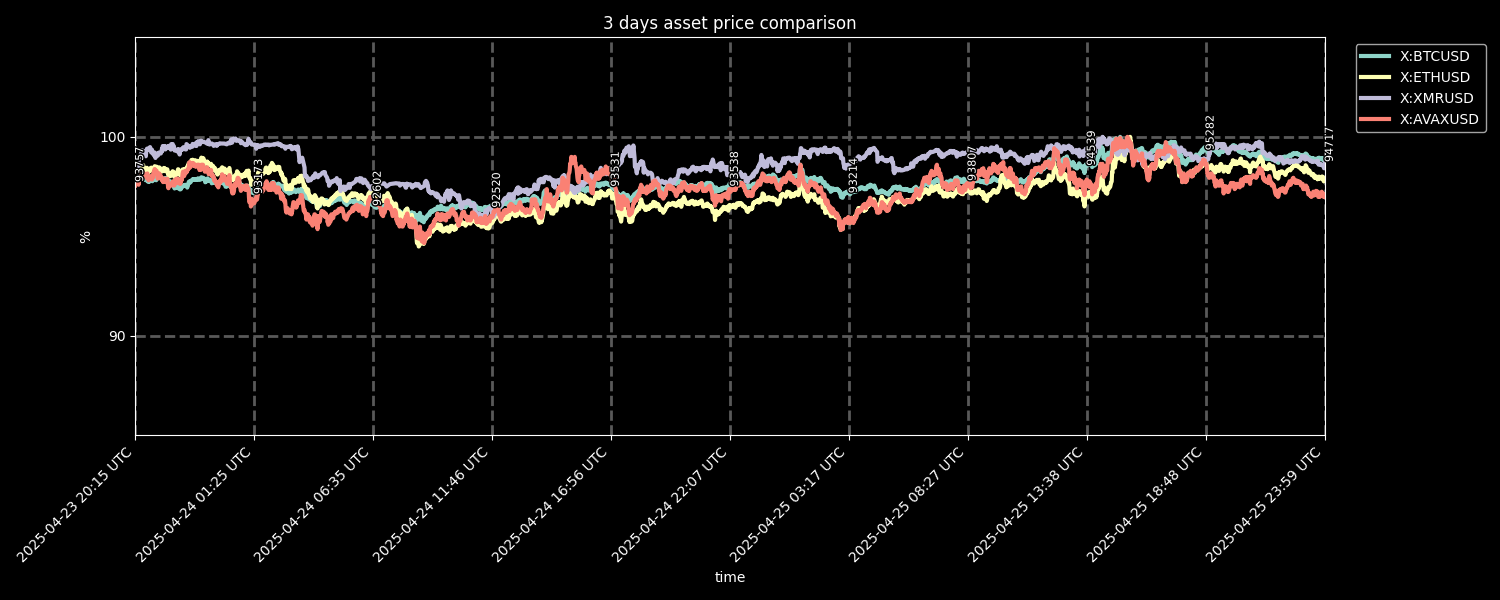 3 days asset price comparison
X:BTCUSD
X:ETHUSD
X:XMRUSD
X:AVAXUSD
100
90
%
93757
93173
92602
92520
93531
93538
93214
93807
94539
95282
94717
2025-04-23 20:15 UTC
2025-04-24 01:25 UTC
2025-04-24 06:35 UTC
2025-04-24 11:46 UTC
2025-04-24 16:56 UTC
2025-04-24 22:07 UTC
2025-04-25 03:17 UTC
2025-04-25 08:27 UTC
2025-04-25 13:38 UTC
2025-04-25 18:48 UTC
2025-04-25 23:59 UTC
time